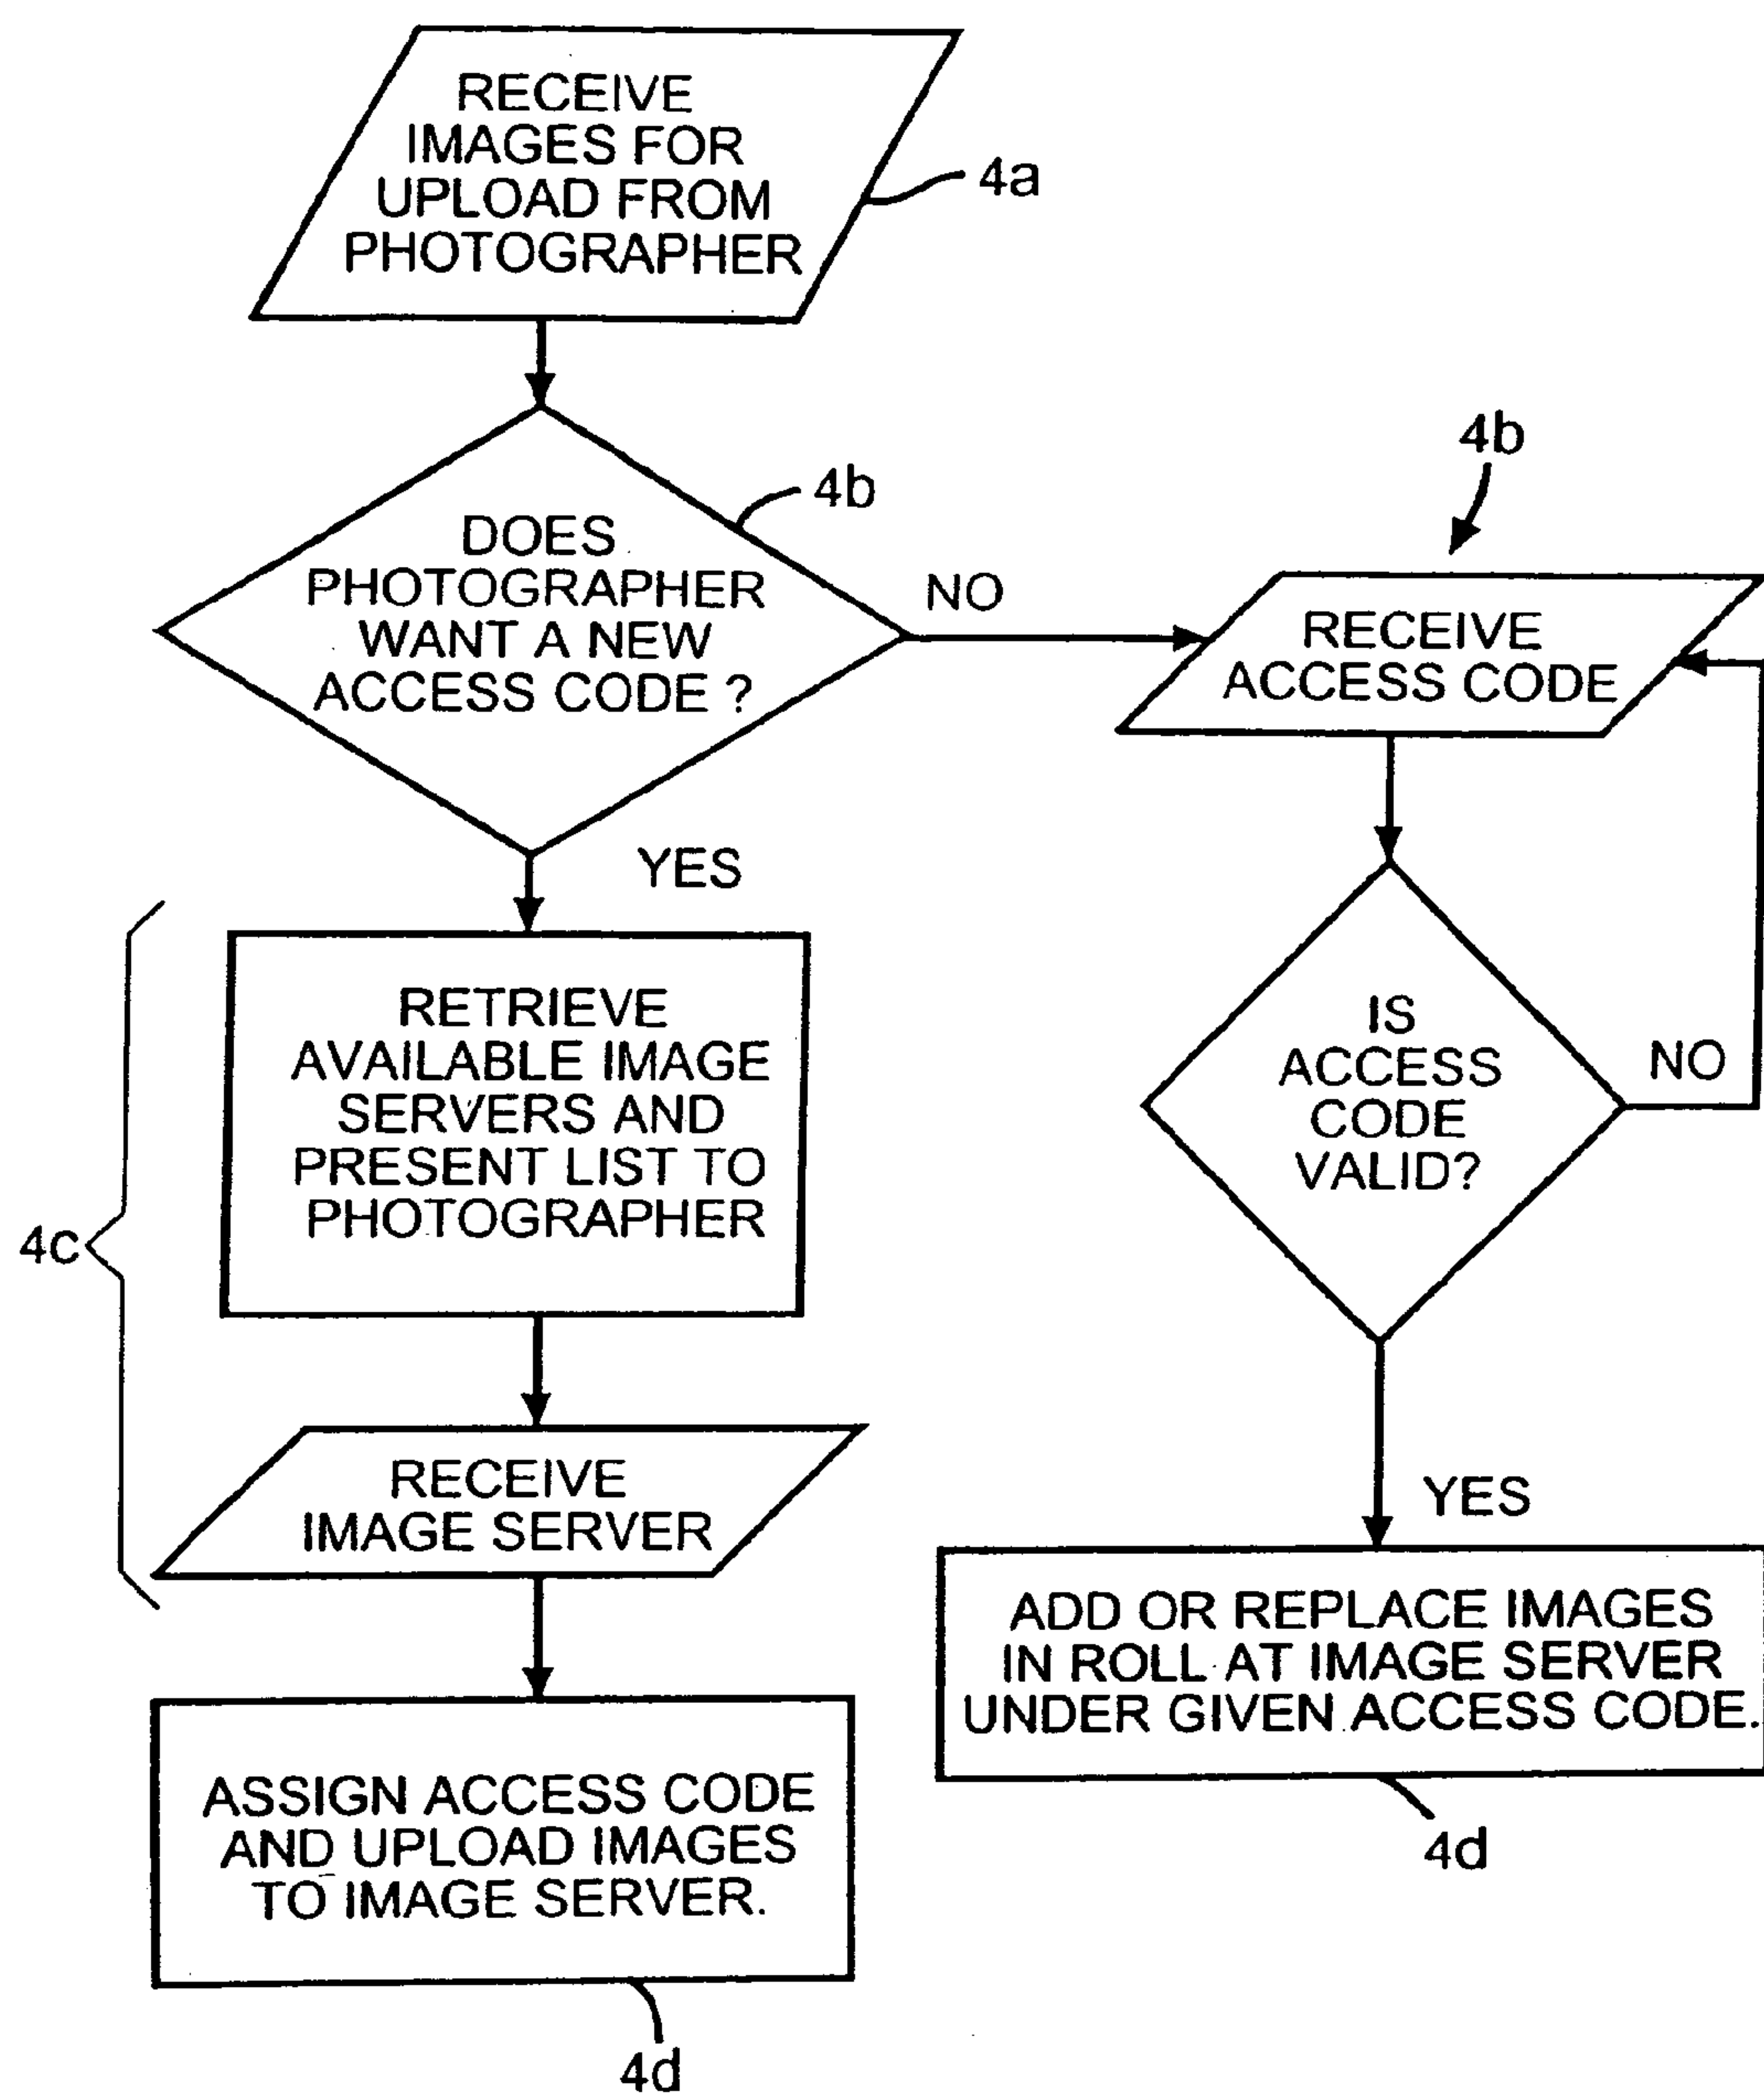 RECEIVE
IMAGES FOR
UPLOAD FROM
PHOTOGRAPHER
4a
DOES
PHOTOGRAPHER
WANT A NEW
ACCESS CODE ?
4b
NO
4b
RECEIVE
ACCESS CODE
IS
ACCESS
CODE
VALID?
NO
YES
ADD OR REPLACE IMAGES
IN ROLL AT IMAGE SERVER
UNDER GIVEN ACCESS CODE.
4d
YES
4c
RETRIEVE
AVAILABLE IMAGE
SERVERS AND
PRESENT LIST TO
PHOTOGRAPHER
RECEIVE
IMAGE SERVER
ASSIGN ACCESS CODE
AND UPLOAD IMAGES
TO IMAGE SERVER.
4d